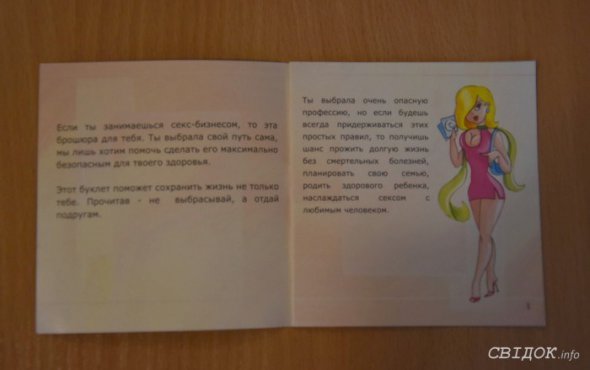 Если ты занимаешься секс-бизнесом, то эта
брошюра для тебя. Ты выбрала свой путь сама,
мы лишь хотим помочь сделать его максимально
безопасным для твоего здоровья.
Этот буклет поможет сохранить жизнь не только
тебе. Прочитав - не выбрасывай, а отдай
подругам.
Ты выбрала очень опасную
профессию, но если будешь
всегда придерживаться этих
простых правил, то получишь
шанс прожить долгую жизнь
без смертельных болезней,
планировать свою семью,
родить здорового ребенка,
наслаждаться сексом с
любимым человеком.
СВІДОК.info